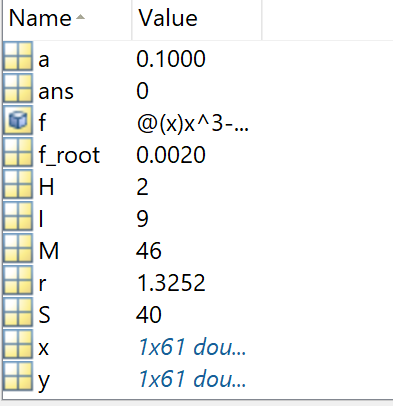 Name Value
a 0.1000
ans 0
f @(x)x^3-...
f_root 0.0020
H 2
I 9
M 46
r 1.3252
S 40
x 1x61 dou...
y 1x61 dou...